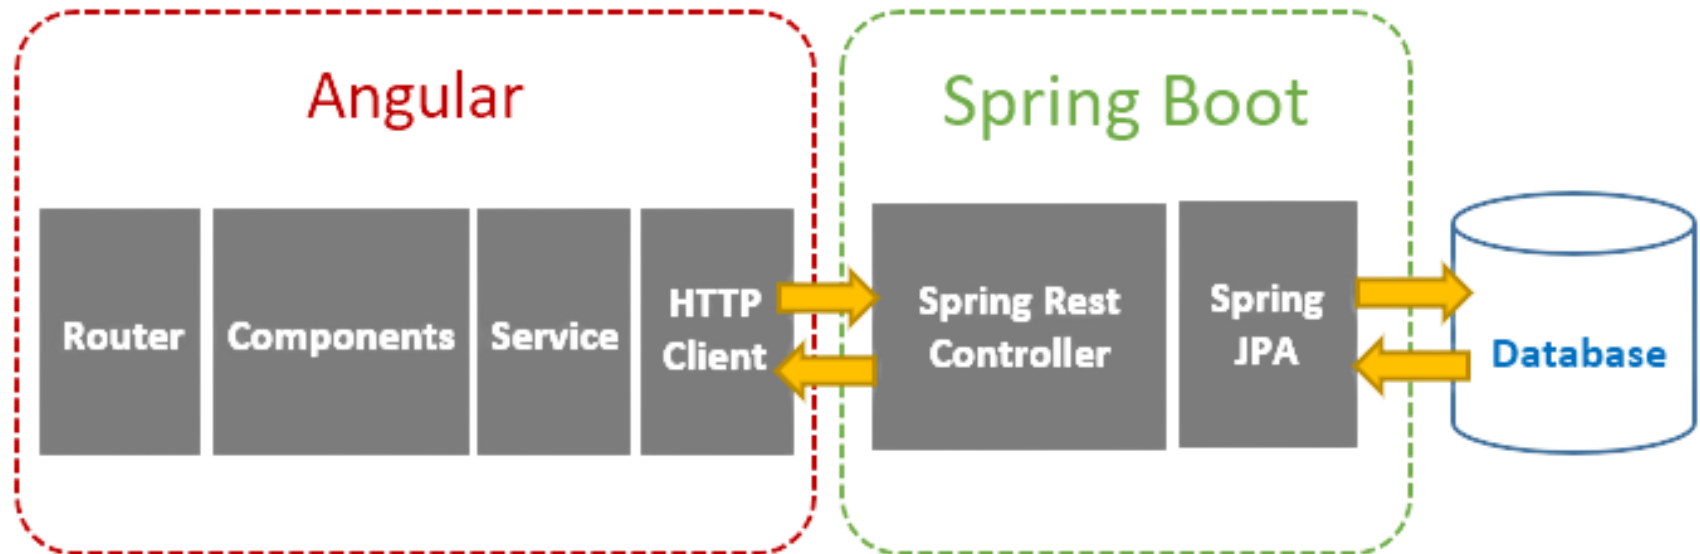 Angular
Spring Boot
Router
Components
Service
HTTP
Client
Spring Rest
Controller
Spring
JPA
Database